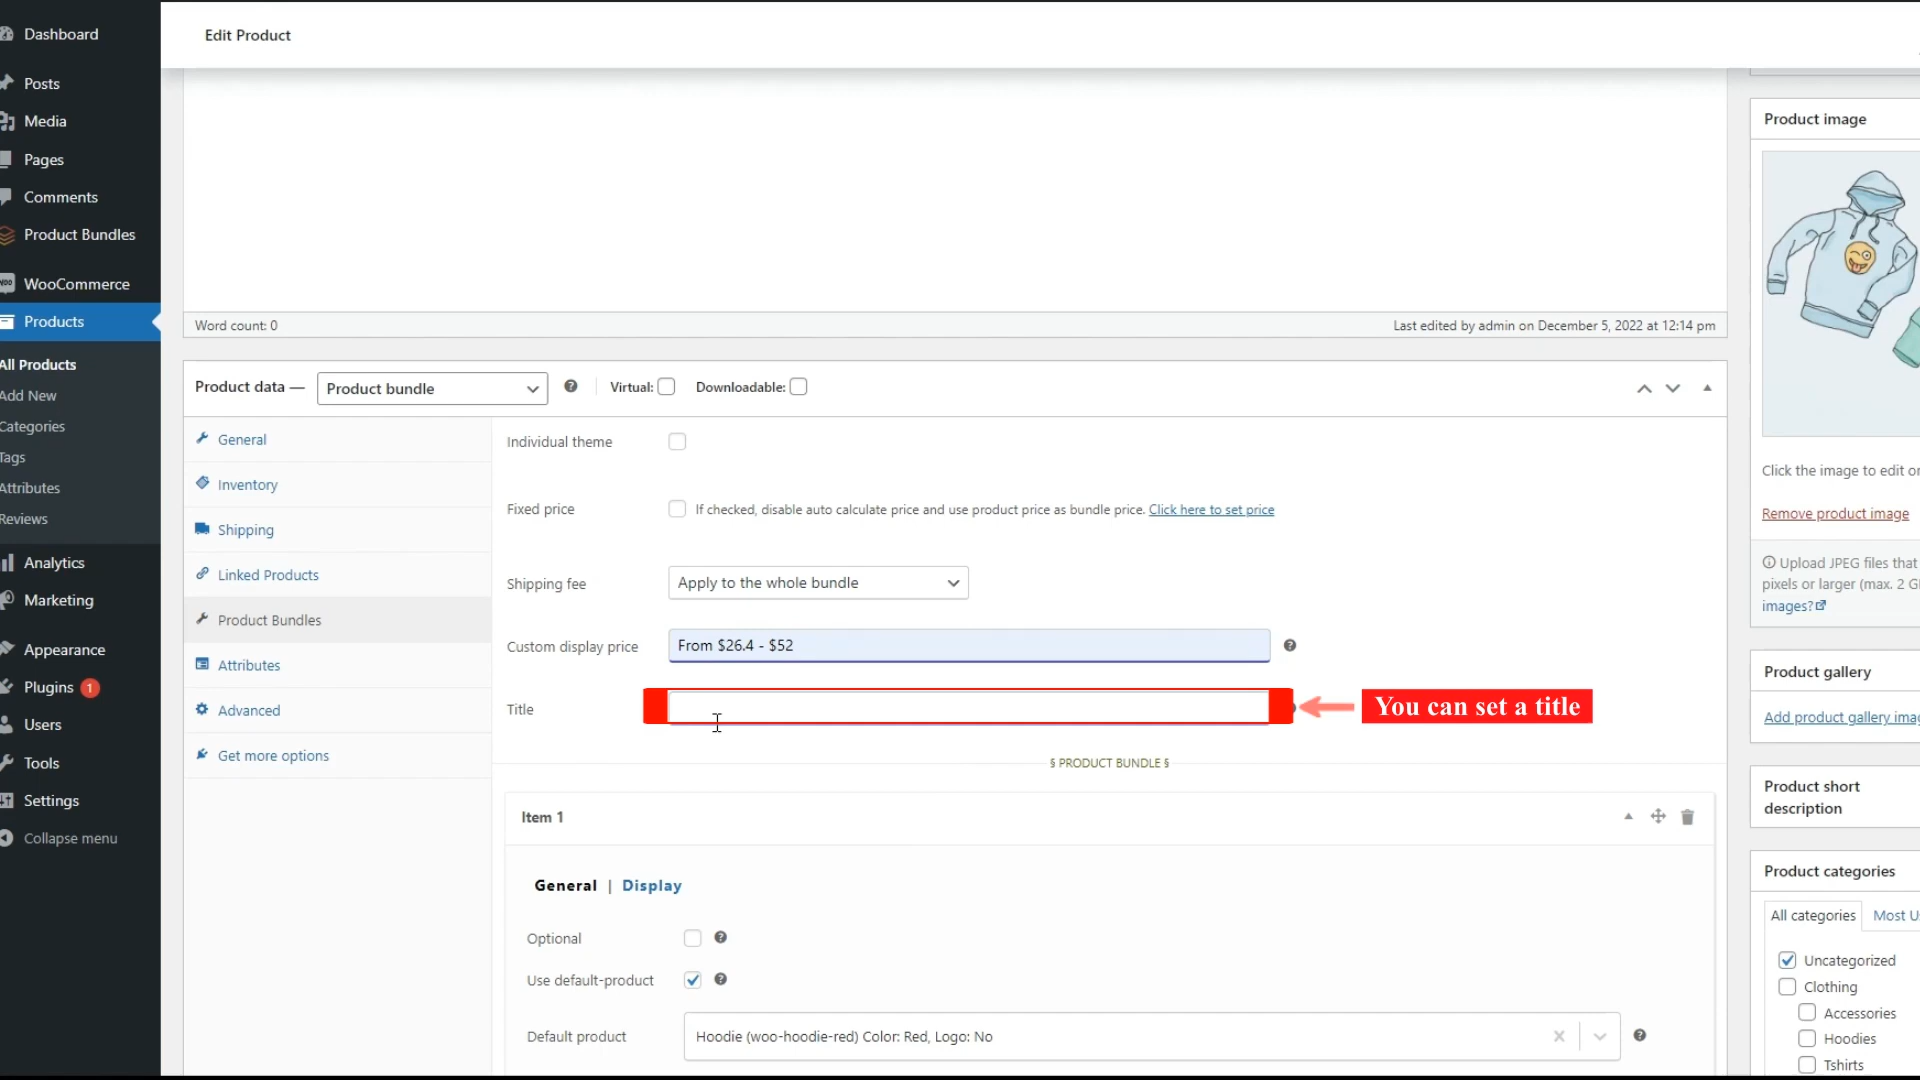 Dashboard
Posts
Media
Pages
Comments
Product Bundles
WooCommerce
Products
All Products
Add New
Categories
Tags
Attributes
Reviews
Analytics
Marketing
Appearance
Plugins 1
Users
Tools
Settings
Collapse menu
Edit Product
Word count: 0
Last edited by admin on December 5, 2022 at 12:14 pm
Product data — Product bundle Virtual: Downloadable:
General
Inventory
Shipping
Linked Products
Product Bundles
Attributes
Advanced
Get more options
Individual theme
Fixed price If checked, disable auto calculate price and use product price as bundle price. Click here to set price
Shipping fee Apply to the whole bundle
Custom display price From $26.4 - $52
Title
You can set a title
§ PRODUCT BUNDLE §
Item 1
General | Display
Optional
Use default-product
Default product Hoodie (woo-hoodie-red) Color: Red, Logo: No
Product image
Click the image to edit or
Remove product image
Upload JPEG files that
pixels or larger (max. 2 G
images?
Product gallery
Add product gallery imag
Product short
description
Product categories
All categories Most U
Uncategorized
Clothing
Accessories
Hoodies
Tshirts